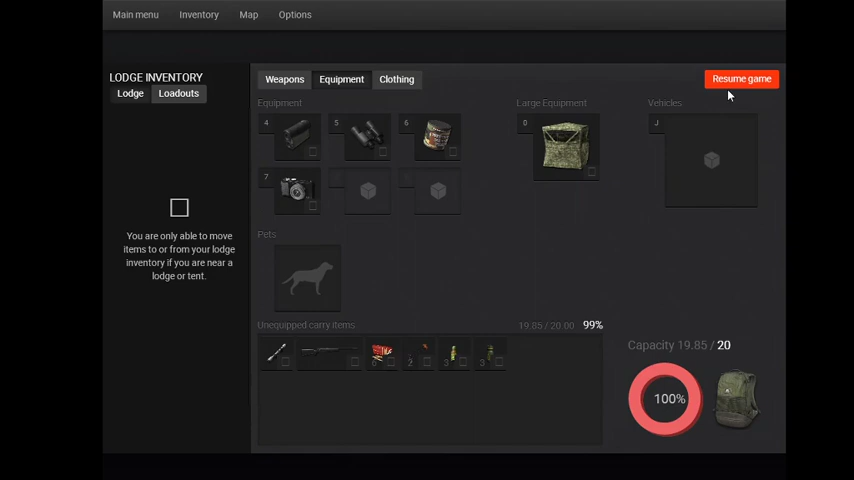 Main menu Inventory Map Options
LODGE INVENTORY
Lodge Loadouts
Weapons Equipment Clothing
Resume game
Equipment
Large Equipment
Vehicles
4 5 6
0
J
7
You are only able to move
items to or from your lodge
inventory if you are near a
lodge or tent.
Pets
Unequipped carry items
19.85 / 20.00 99%
Capacity 19.85 / 20
6 2 3 3
100%